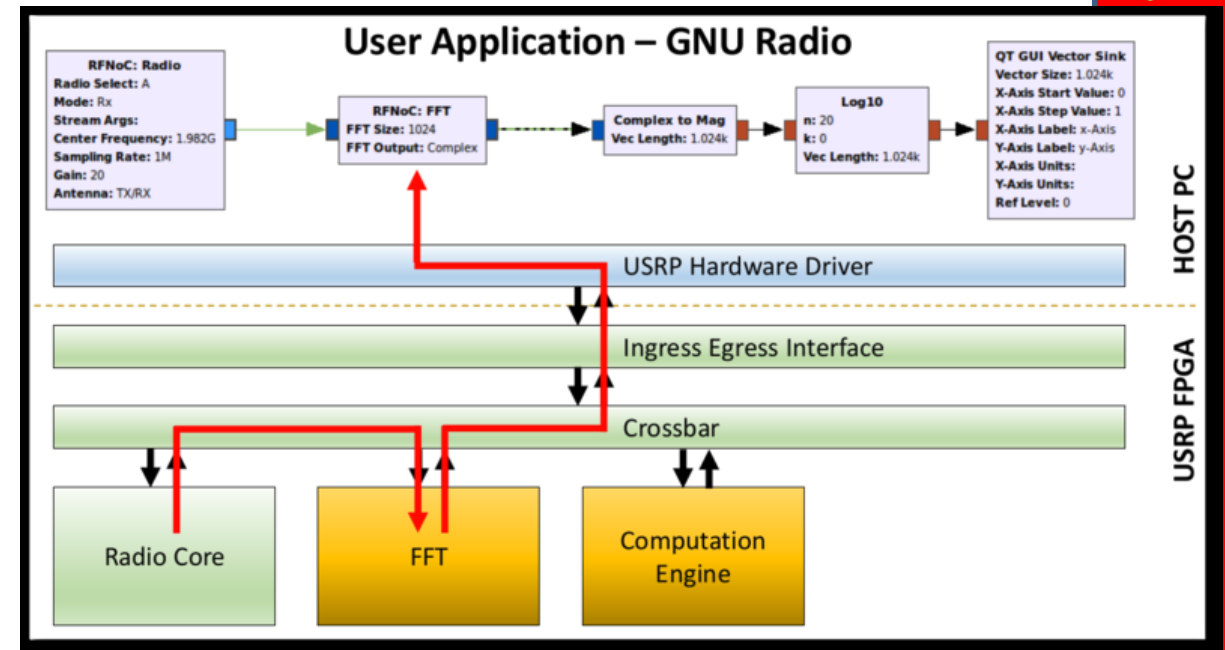 User Application – GNU Radio
RFNoC: Radio
Radio Select: A
Mode: Rx
Stream Args:
Center Frequency: 1.982G
Sampling Rate: 1M
Gain: 20
Antenna: TX/RX
RFNoC: FFT
FFT Size: 1024
FFT Output: Complex
Complex to Mag
Vec Length: 1.024k
Log10
n: 20
k: 0
Vec Length: 1.024k
QT GUI Vector Sink
Vector Size: 1.024k
X-Axis Start Value: 0
X-Axis Step Value: 1
X-Axis Label: x-Axis
Y-Axis Label: y-Axis
X-Axis Units:
Y-Axis Units:
Ref Level: 0
HOST PC
USRP Hardware Driver
Ingress Egress Interface
Crossbar
USRP FPGA
Radio Core
FFT
Computation
Engine